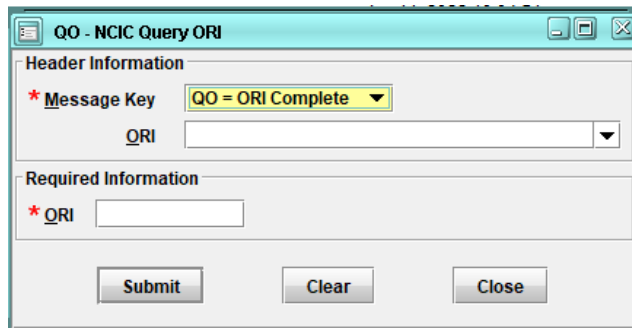 QO - NCIC Query ORI
Header Information
* Message Key QO = ORI Complete
ORI
Required Information
* ORI
Submit Clear Close